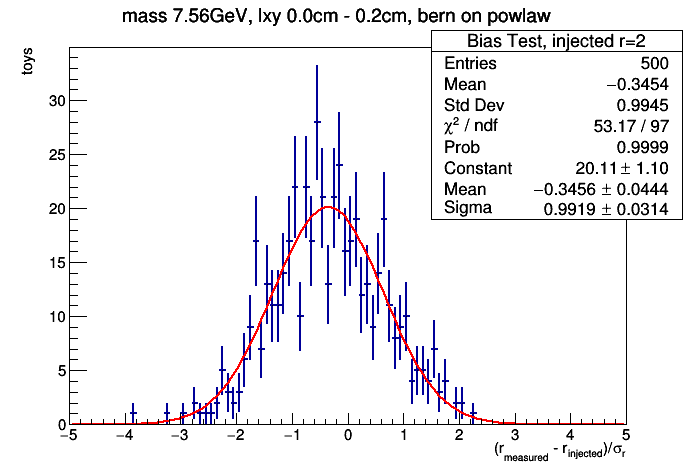 mass 7.56GeV, lxy 0.0cm - 0.2cm, bern on powlaw
toys
Bias Test, injected r=2
Entries 500
Mean −0.3454
Std Dev 0.9945
χ² / ndf 53.17 / 97
Prob 0.9999
Constant 20.11 ± 1.10
Mean −0.3456 ± 0.0444
Sigma 0.9919 ± 0.0314
30
25
20
15
10
5
0
−5 −4 −3 −2 −1 0 1 2 3 4 5
(r_measured - r_injected)/σ_r